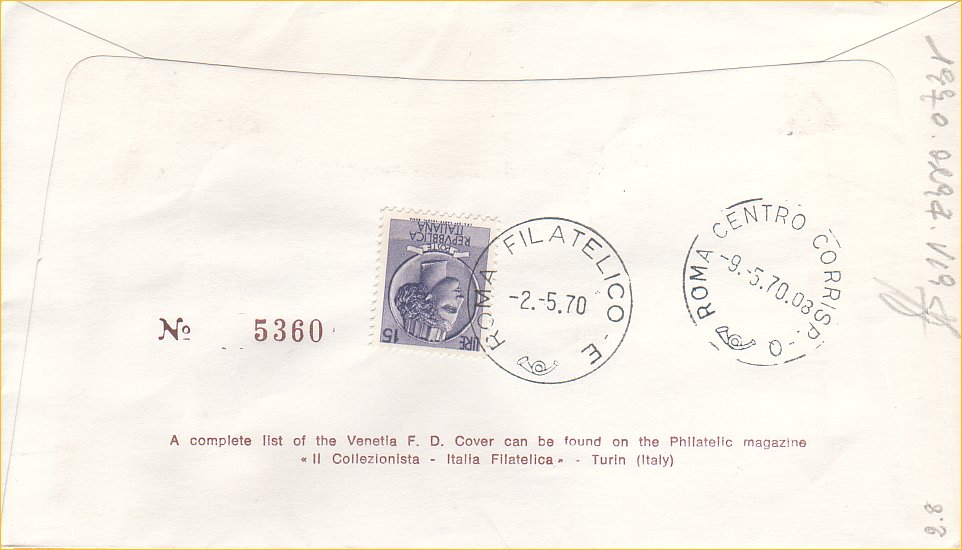 POSTE
REPVBBLICA
ITALIANA
LIRE 15
ROMA FILATELICO - E
-2.-5.70
ROMA CENTRO CORRISP. - O
-9.-5.70.08
No 5360
A complete list of the Venetia F. D. Cover can be found on the Philatelic magazine
« Il Collezionista - Italia Filatelica » - Turin (Italy)